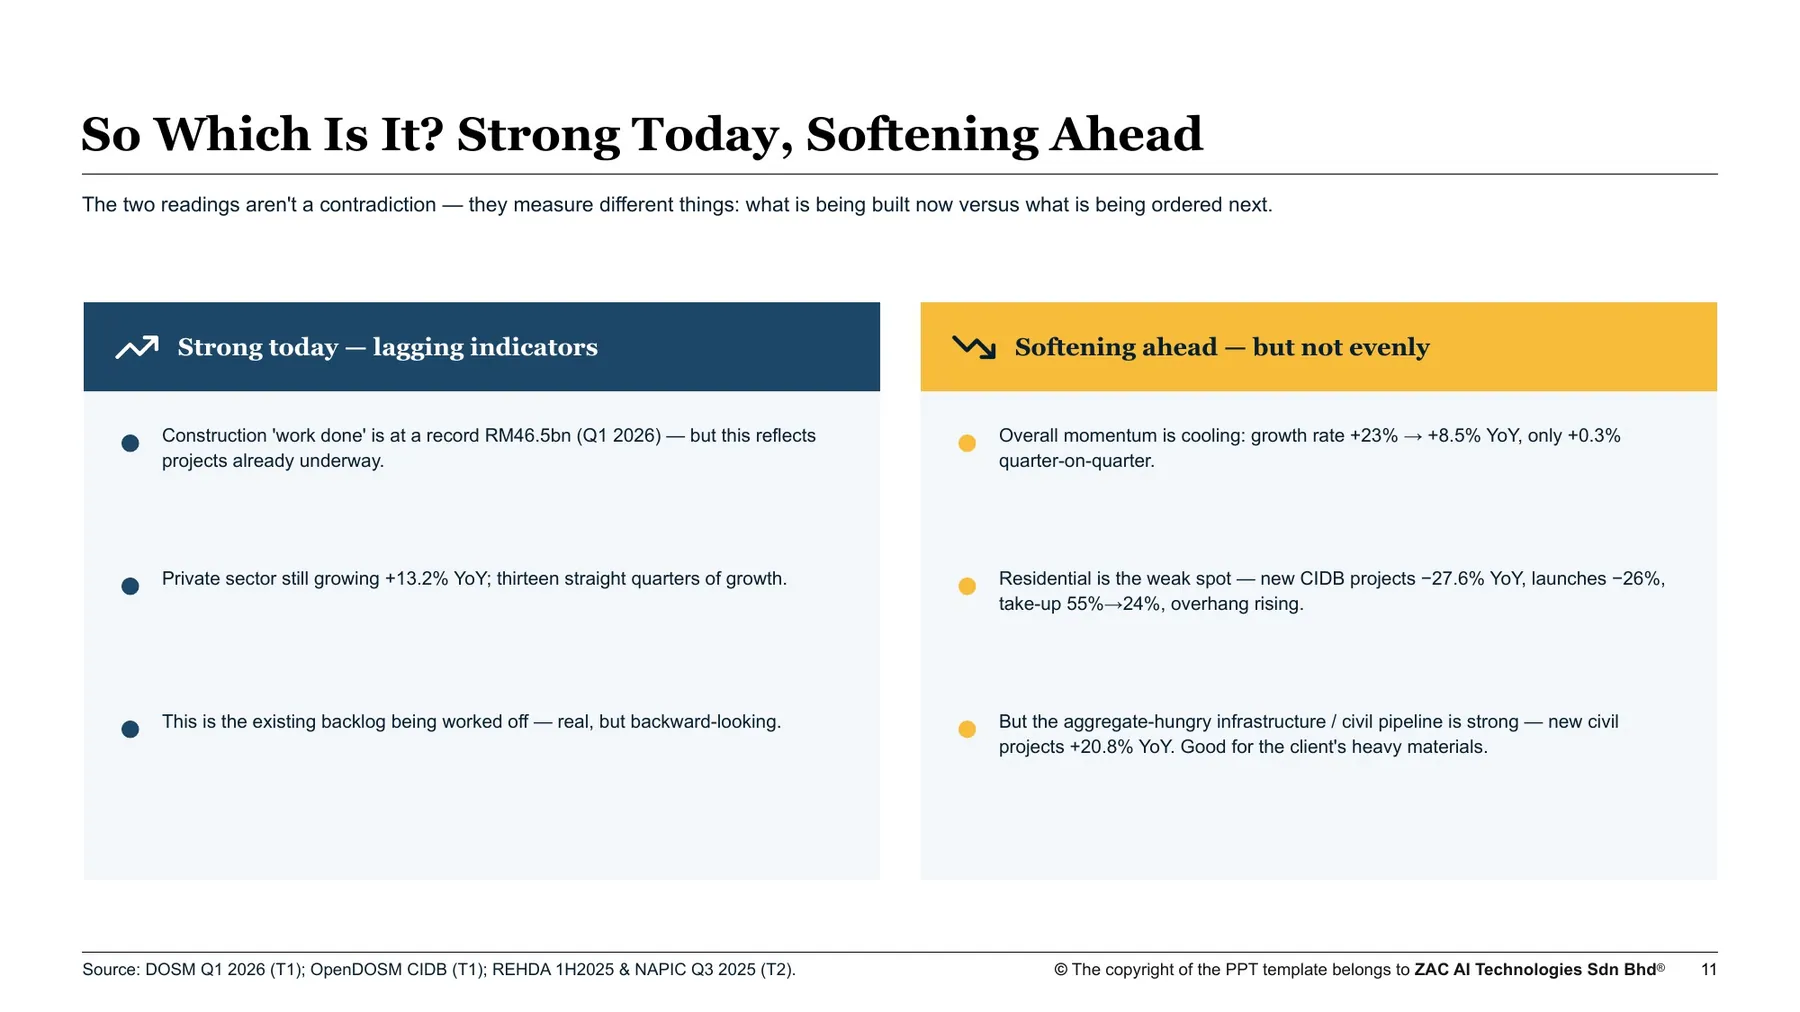 So Which Is It? Strong Today, Softening Ahead
The two readings aren't a contradiction — they measure different things: what is being built now versus what is being ordered next.
Strong today — lagging indicators
Construction 'work done' is at a record RM46.5bn (Q1 2026) — but this reflects
projects already underway.
Private sector still growing +13.2% YoY; thirteen straight quarters of growth.
This is the existing backlog being worked off — real, but backward-looking.
Softening ahead — but not evenly
Overall momentum is cooling: growth rate +23% → +8.5% YoY, only +0.3%
quarter-on-quarter.
Residential is the weak spot — new CIDB projects −27.6% YoY, launches −26%,
take-up 55%→24%, overhang rising.
But the aggregate-hungry infrastructure / civil pipeline is strong — new civil
projects +20.8% YoY. Good for the client's heavy materials.
Source: DOSM Q1 2026 (T1); OpenDOSM CIDB (T1); REHDA 1H2025 & NAPIC Q3 2025 (T2).
© The copyright of the PPT template belongs to ZAC AI Technologies Sdn Bhd® 11